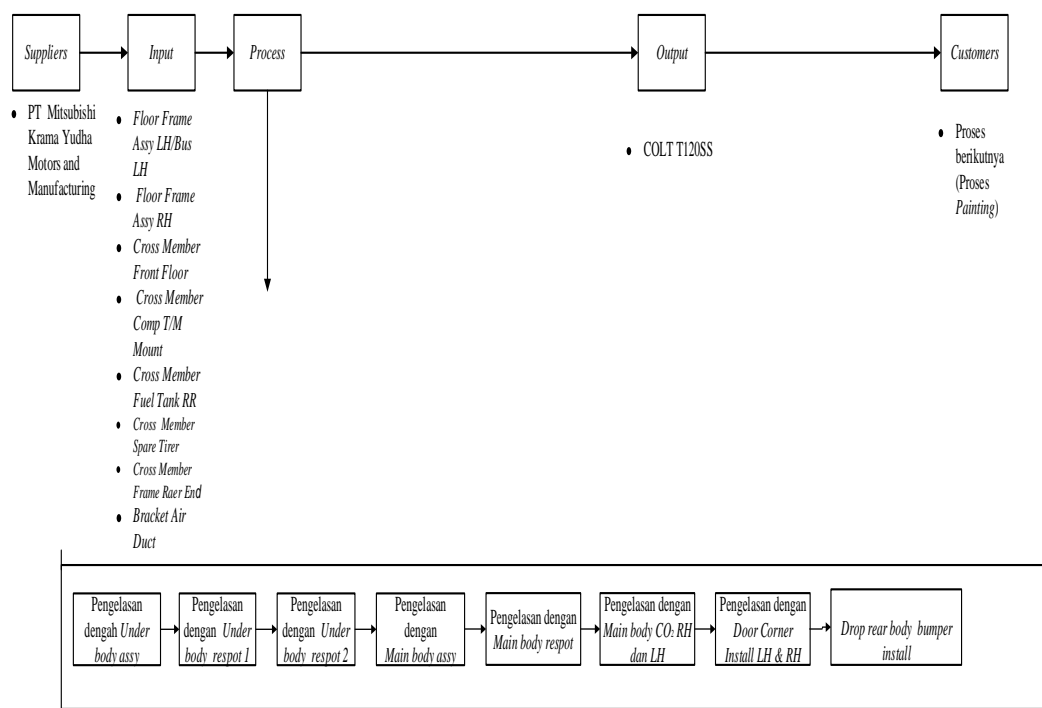 Suppliers
Input
Process
Output
Customers
• PT Mitsubishi
Krama Yudha
Motors and
Manufacturing
• Floor Frame
Assy LH/Bus
LH
• Floor Frame
Assy RH
• Cross Member
Front Floor
• Cross Member
Comp T/M
Mount
• Cross Member
Fuel Tank RR
• Cross Member
Spare Tirer
• Cross Member
Frame Raer End
• Bracket Air
Duct
• COLT T120SS
• Proses
berikutnya
(Proses
Painting)
Pengelasan
dengah Under
body assy
Pengelasan
dengan Under
body respot 1
Pengelasan
dengan Under
body respot 2
Pengelasan
dengan
Main body assy
Pengelasan dengan
Main body respot
Pengelasan dengan
Main body CO2 RH
dan LH
Pengelasan dengan
Door Corner
Install LH & RH
Drop rear body bumper
install